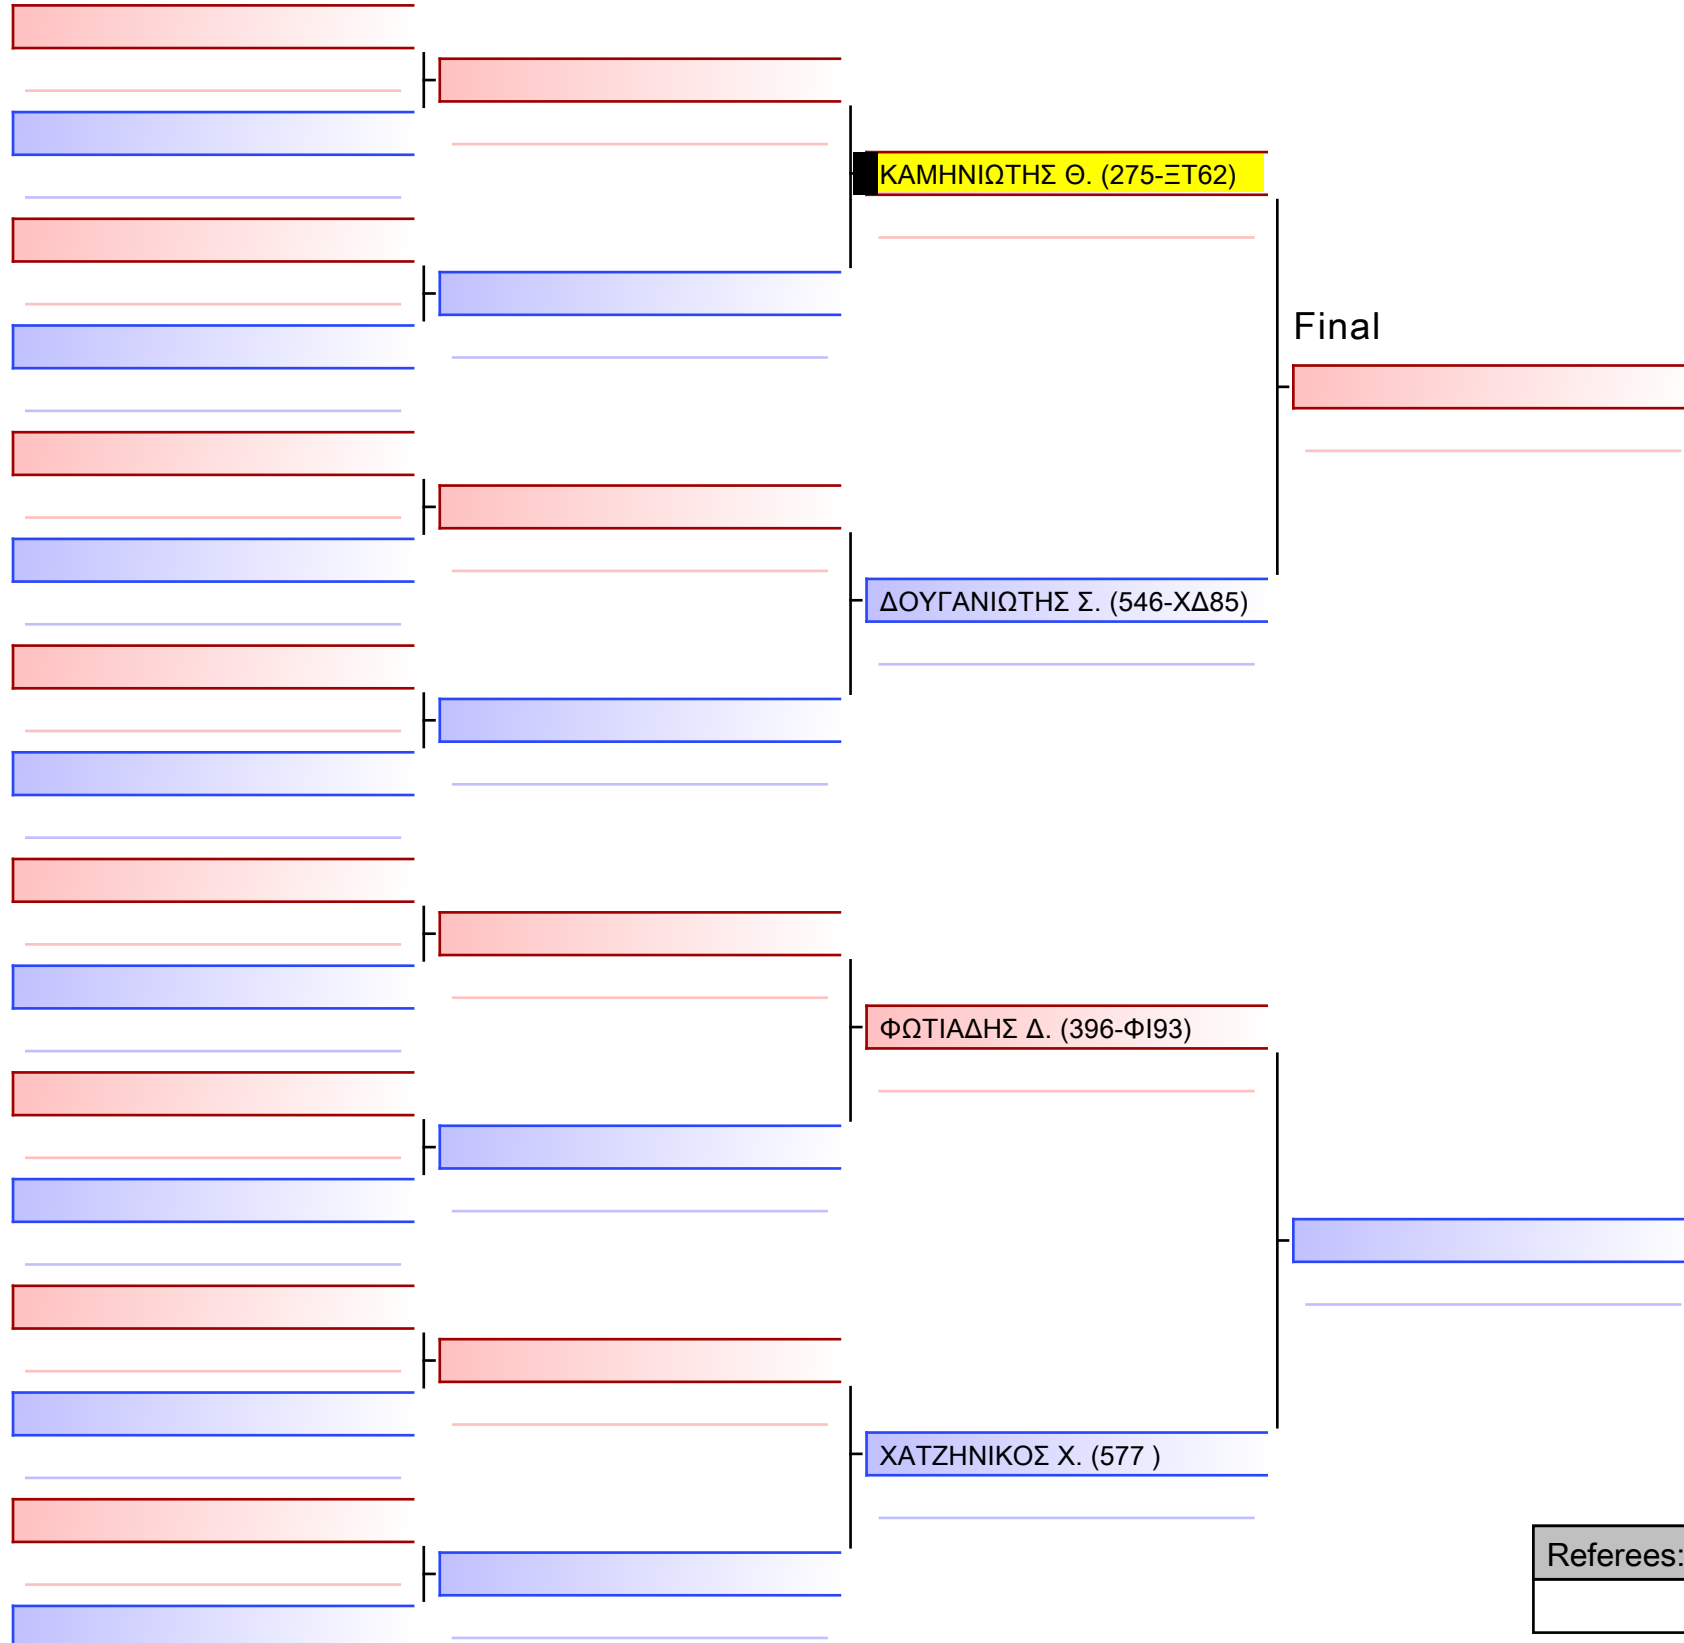 ΚΑΜΗΝΙΩΤΗΣ Θ. (275-ΞΤ62)
Final
ΔΟΥΓΑΝΙΩΤΗΣ Σ. (546-ΧΔ85)
ΦΩΤΙΑΔΗΣ Δ. (396-ΦΙ93)
ΧΑΤΖΗΝΙΚΟΣ Χ. (577 )
Referees: